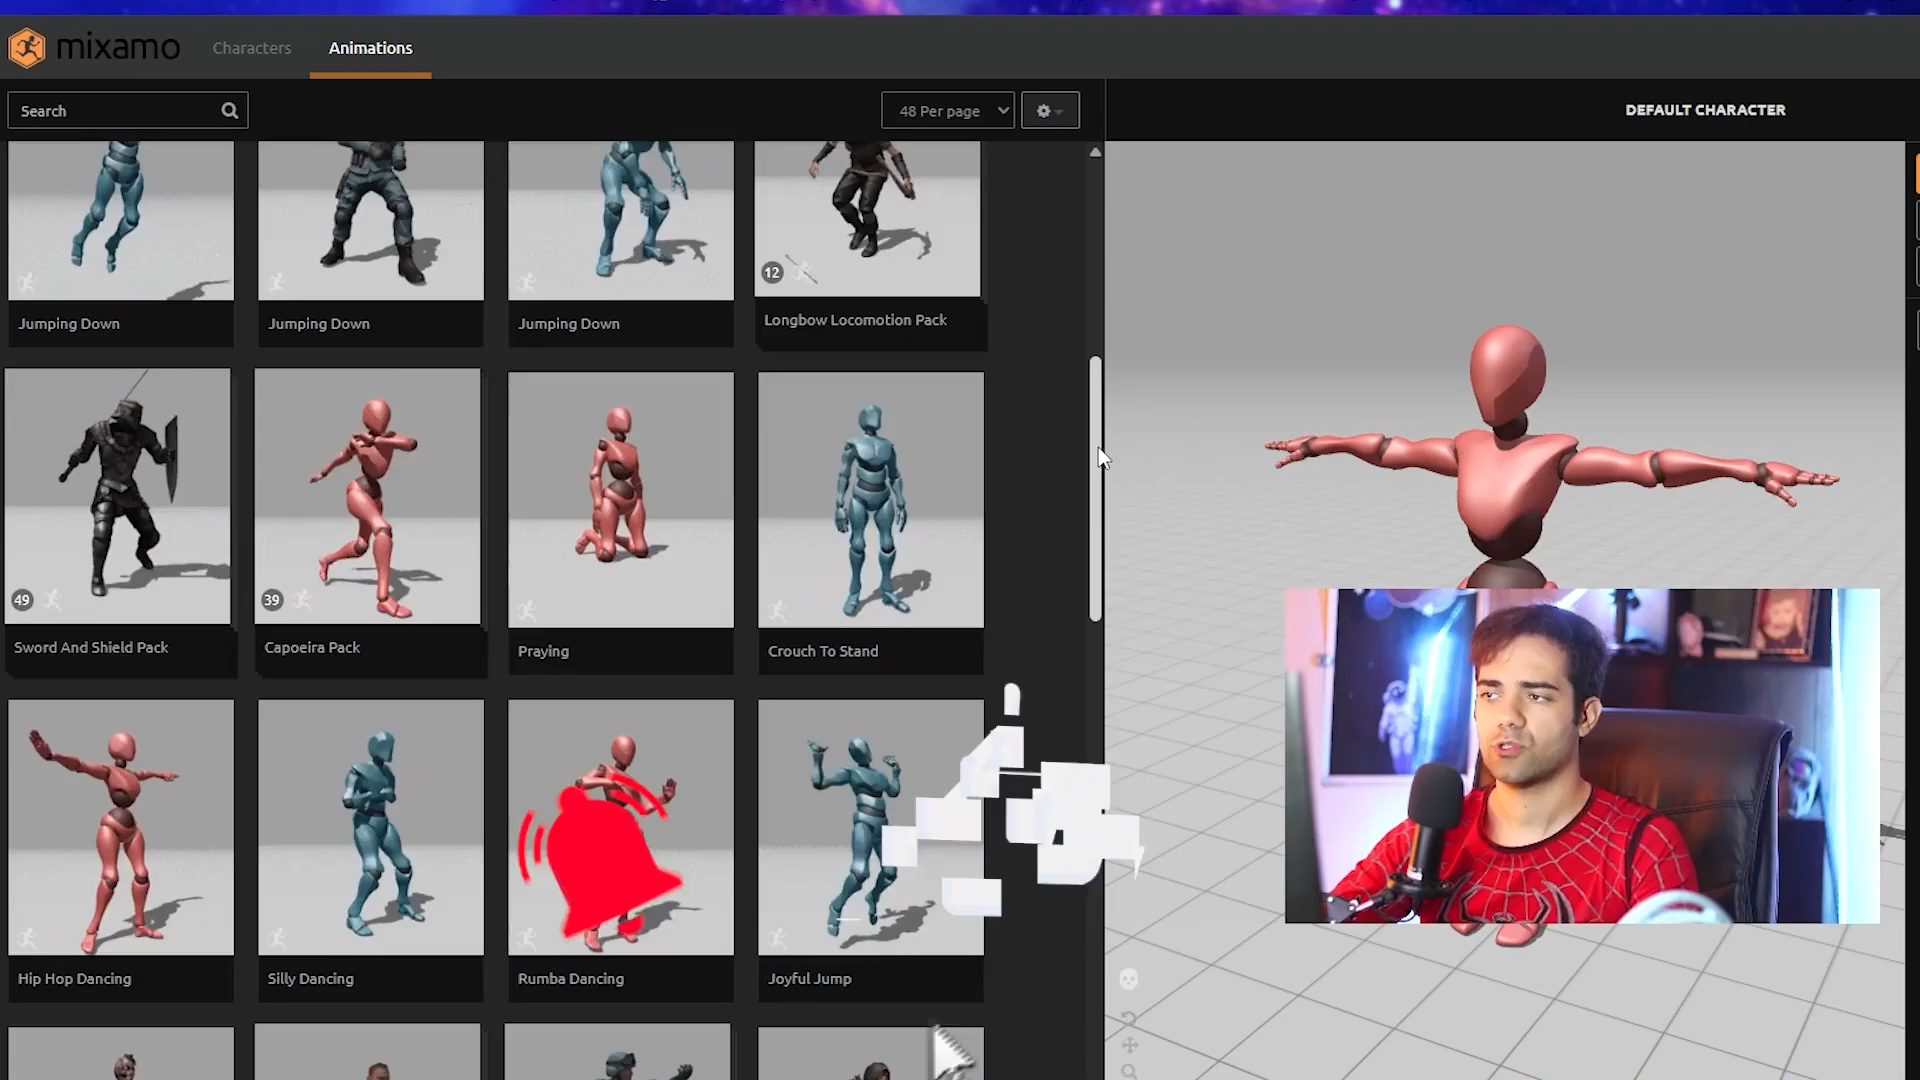 mixamo
Characters
Animations
Search
48 Per page
DEFAULT CHARACTER
Jumping Down
Jumping Down
Jumping Down
12
Longbow Locomotion Pack
49
39
Sword And Shield Pack
Capoeira Pack
Praying
Crouch To Stand
Hip Hop Dancing
Silly Dancing
Rumba Dancing
Joyful Jump